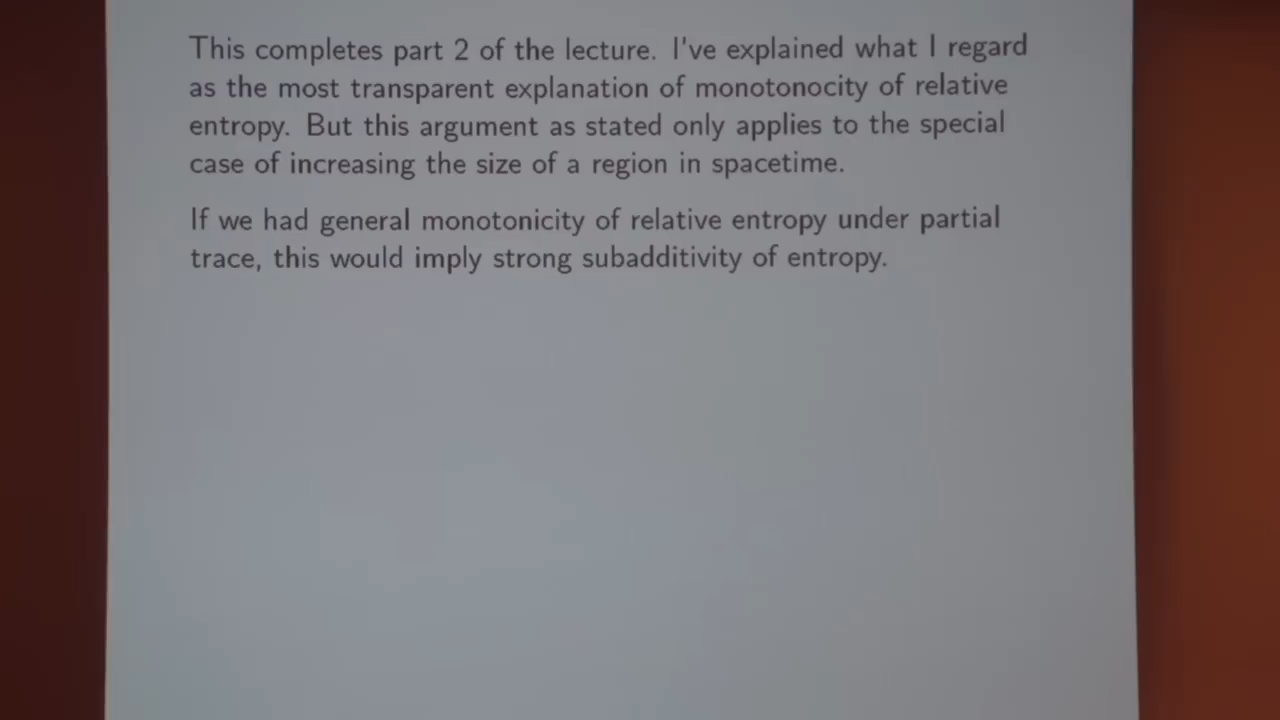 This completes part 2 of the lecture. I've explained what I regard
as the most transparent explanation of monotonocity of relative
entropy. But this argument as stated only applies to the special
case of increasing the size of a region in spacetime.
If we had general monotonicity of relative entropy under partial
trace, this would imply strong subadditivity of entropy.